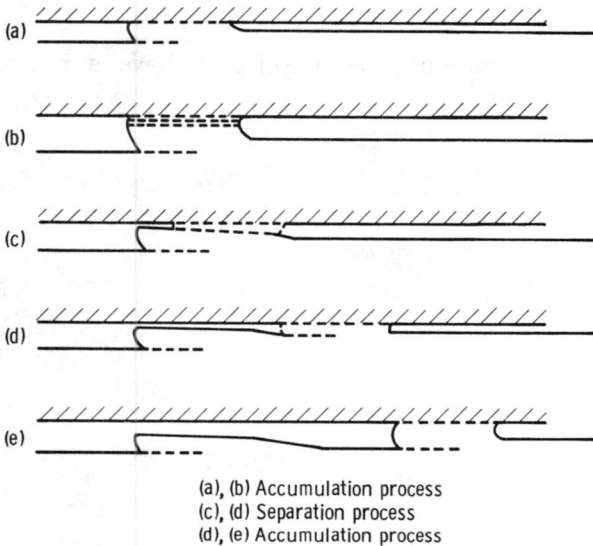 (a)
(b)
(c)
(d)
(e)
(a), (b) Accumulation process
(c), (d) Separation process
(d), (e) Accumulation process